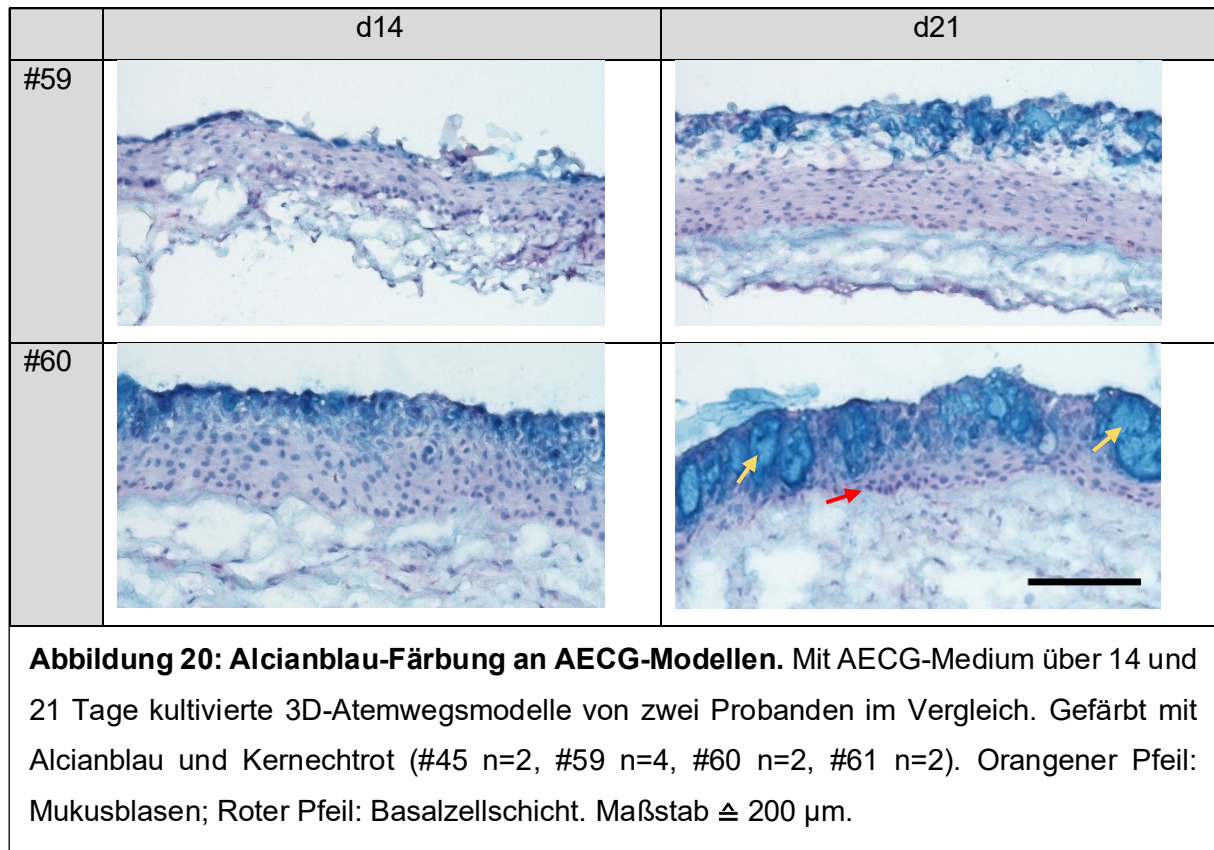 d14 d21
#59
#60
Abbildung 20: Alcianblau-Färbung an AECG-Modellen. Mit AECG-Medium über 14 und
21 Tage kultivierte 3D-Atemwegsmodelle von zwei Probanden im Vergleich. Gefärbt mit
Alcianblau und Kernechtrot (#45 n=2, #59 n=4, #60 n=2, #61 n=2). Orangener Pfeil:
Mukusblasen; Roter Pfeil: Basalzellschicht. Maßstab ≙ 200 µm.